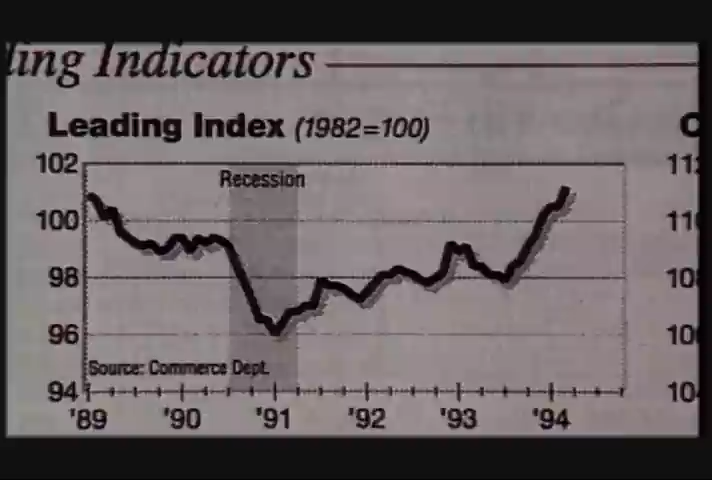 ling Indicators
Leading Index (1982=100)
102
Recession
100
98
96
Source: Commerce Dept.
94
'89 '90 '91 '92 '93 '94